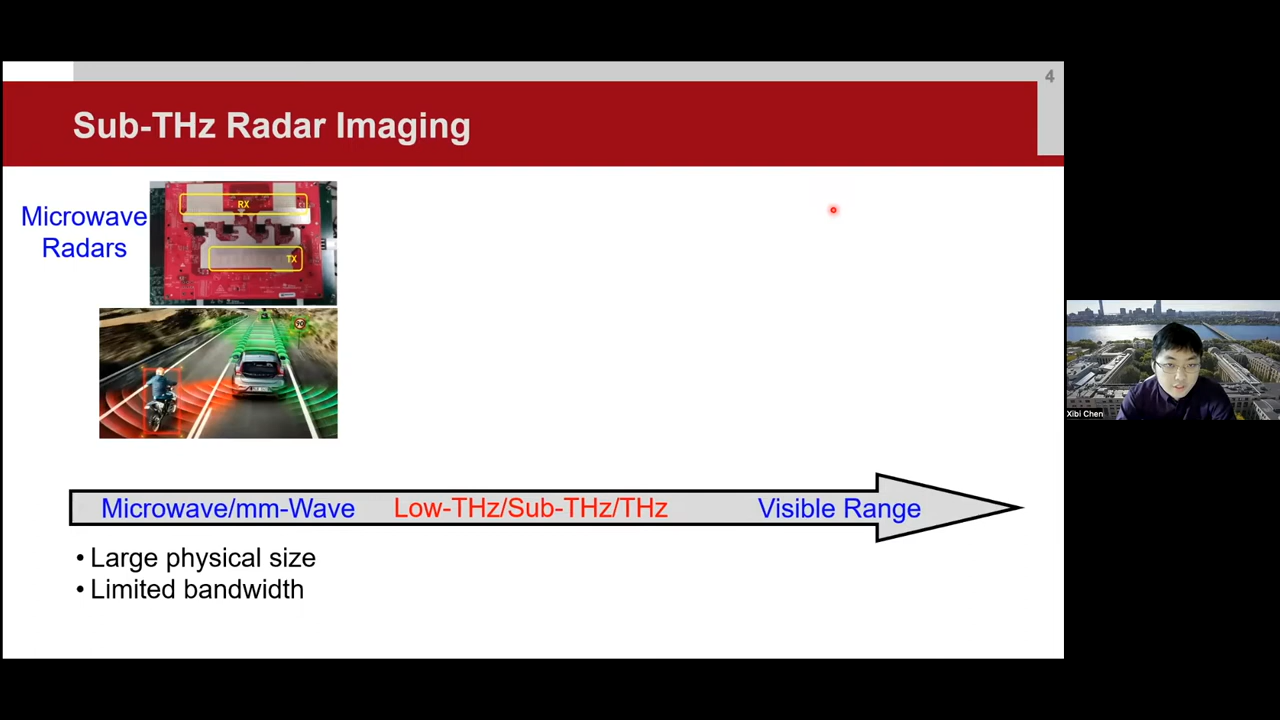 4
Sub-THz Radar Imaging
Microwave
Radars
RX
TX
90
Microwave/mm-Wave Low-THz/Sub-THz/THz Visible Range
• Large physical size
• Limited bandwidth
Xibi Chen